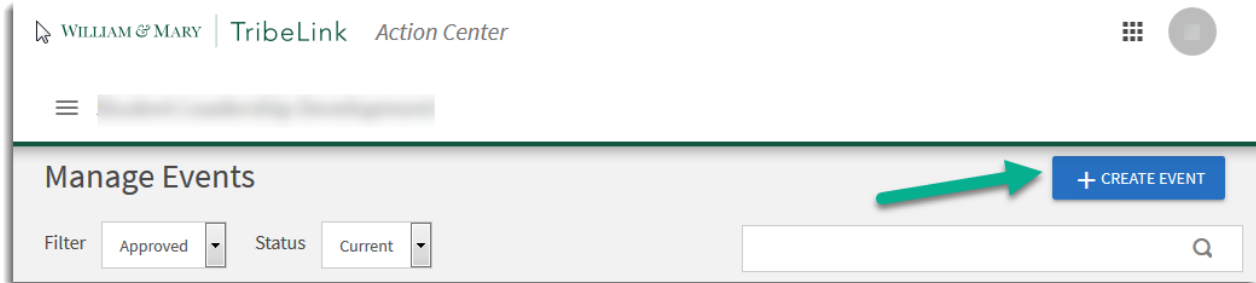 WILLIAM & MARY TribeLink Action Center
Manage Events
+ CREATE EVENT
Filter Approved Status Current